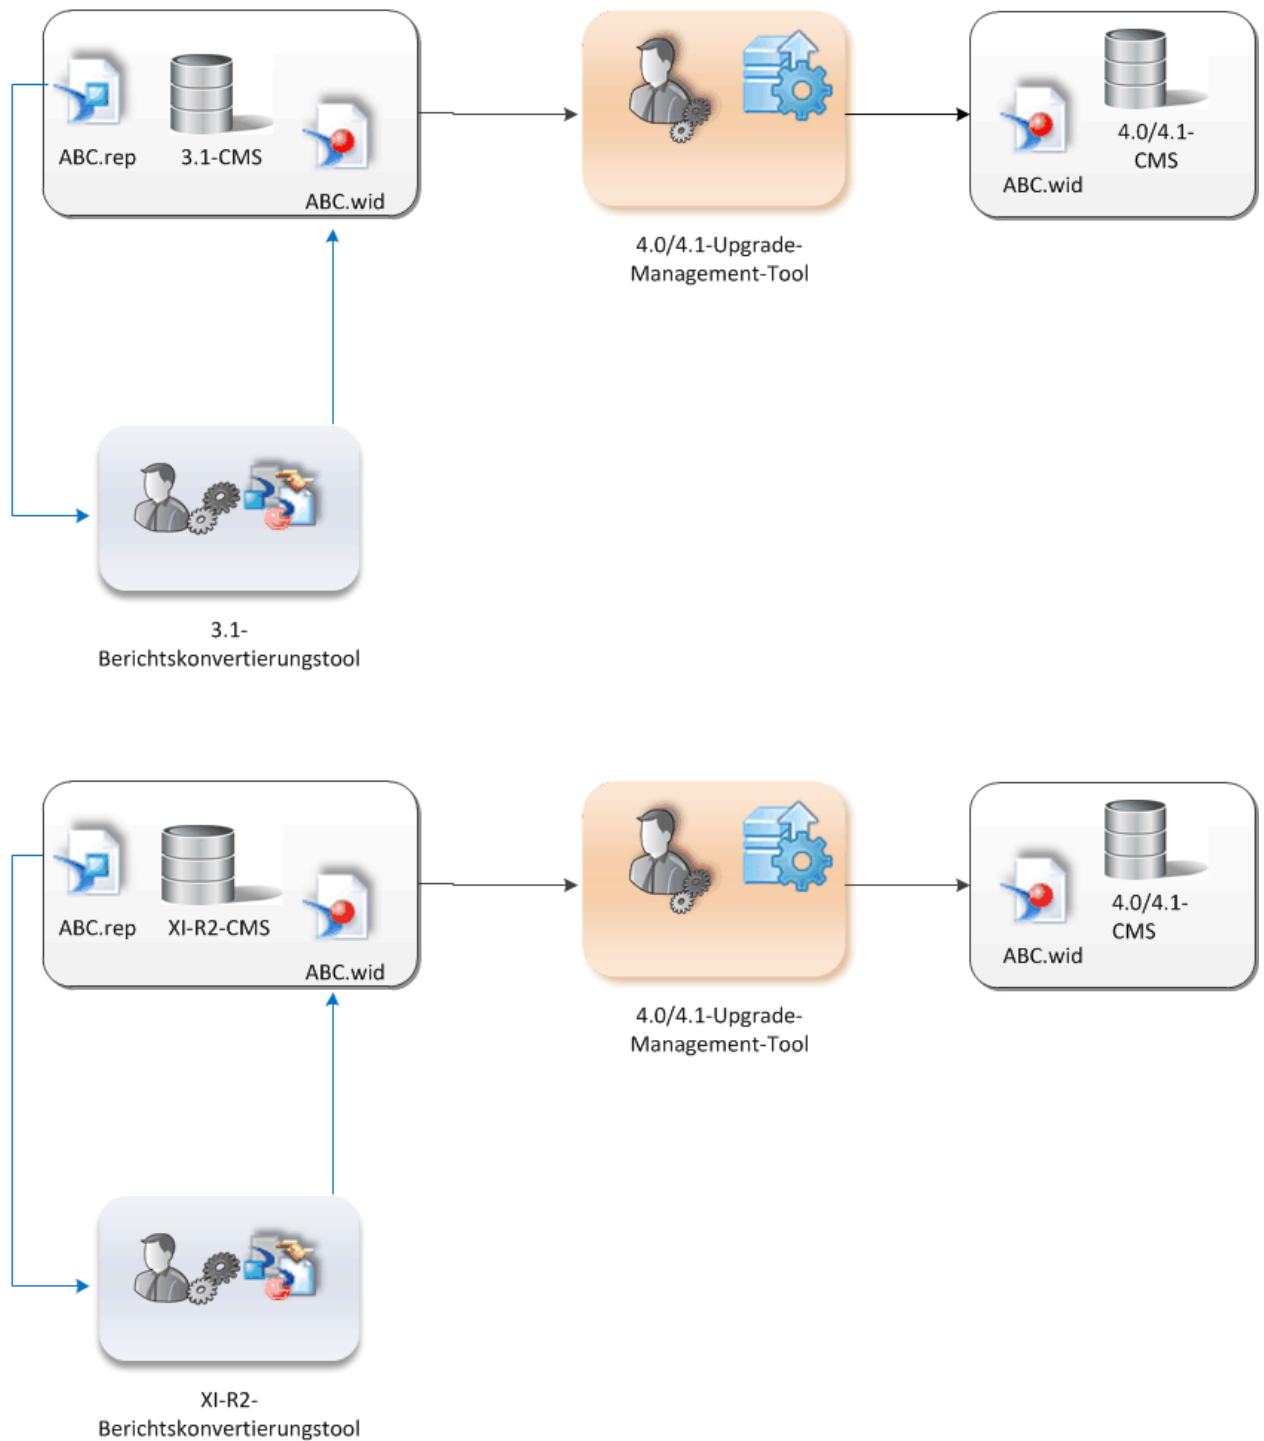 ABC.rep
3.1-CMS
ABC.wid
4.0/4.1-Upgrade-
Management-Tool
ABC.wid
4.0/4.1-
CMS
3.1-
Berichtskonvertierungstool
ABC.rep
XI-R2-CMS
ABC.wid
4.0/4.1-Upgrade-
Management-Tool
ABC.wid
4.0/4.1-
CMS
XI-R2-
Berichtskonvertierungstool